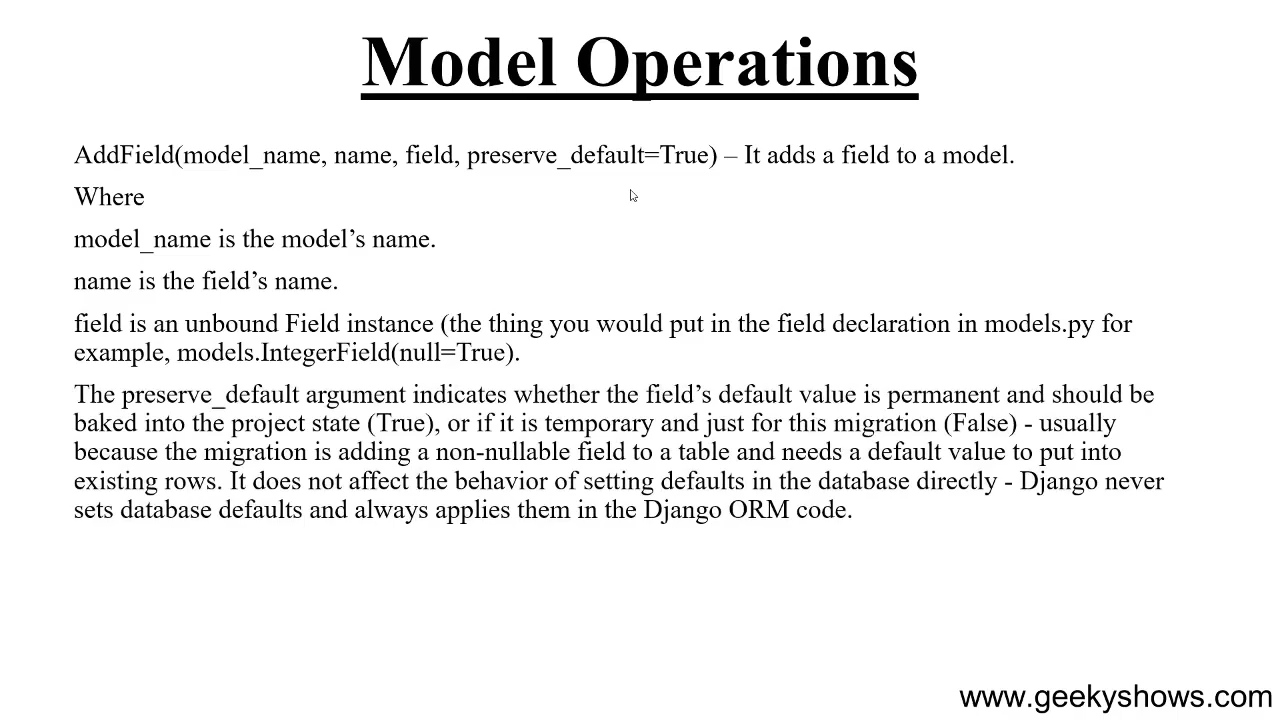 Model Operations
AddField(model_name, name, field, preserve_default=True) – It adds a field to a model.
Where
model_name is the model’s name.
name is the field’s name.
field is an unbound Field instance (the thing you would put in the field declaration in models.py for
example, models.IntegerField(null=True).
The preserve_default argument indicates whether the field’s default value is permanent and should be
baked into the project state (True), or if it is temporary and just for this migration (False) - usually
because the migration is adding a non-nullable field to a table and needs a default value to put into
existing rows. It does not affect the behavior of setting defaults in the database directly - Django never
sets database defaults and always applies them in the Django ORM code.
www.geekyshows.com